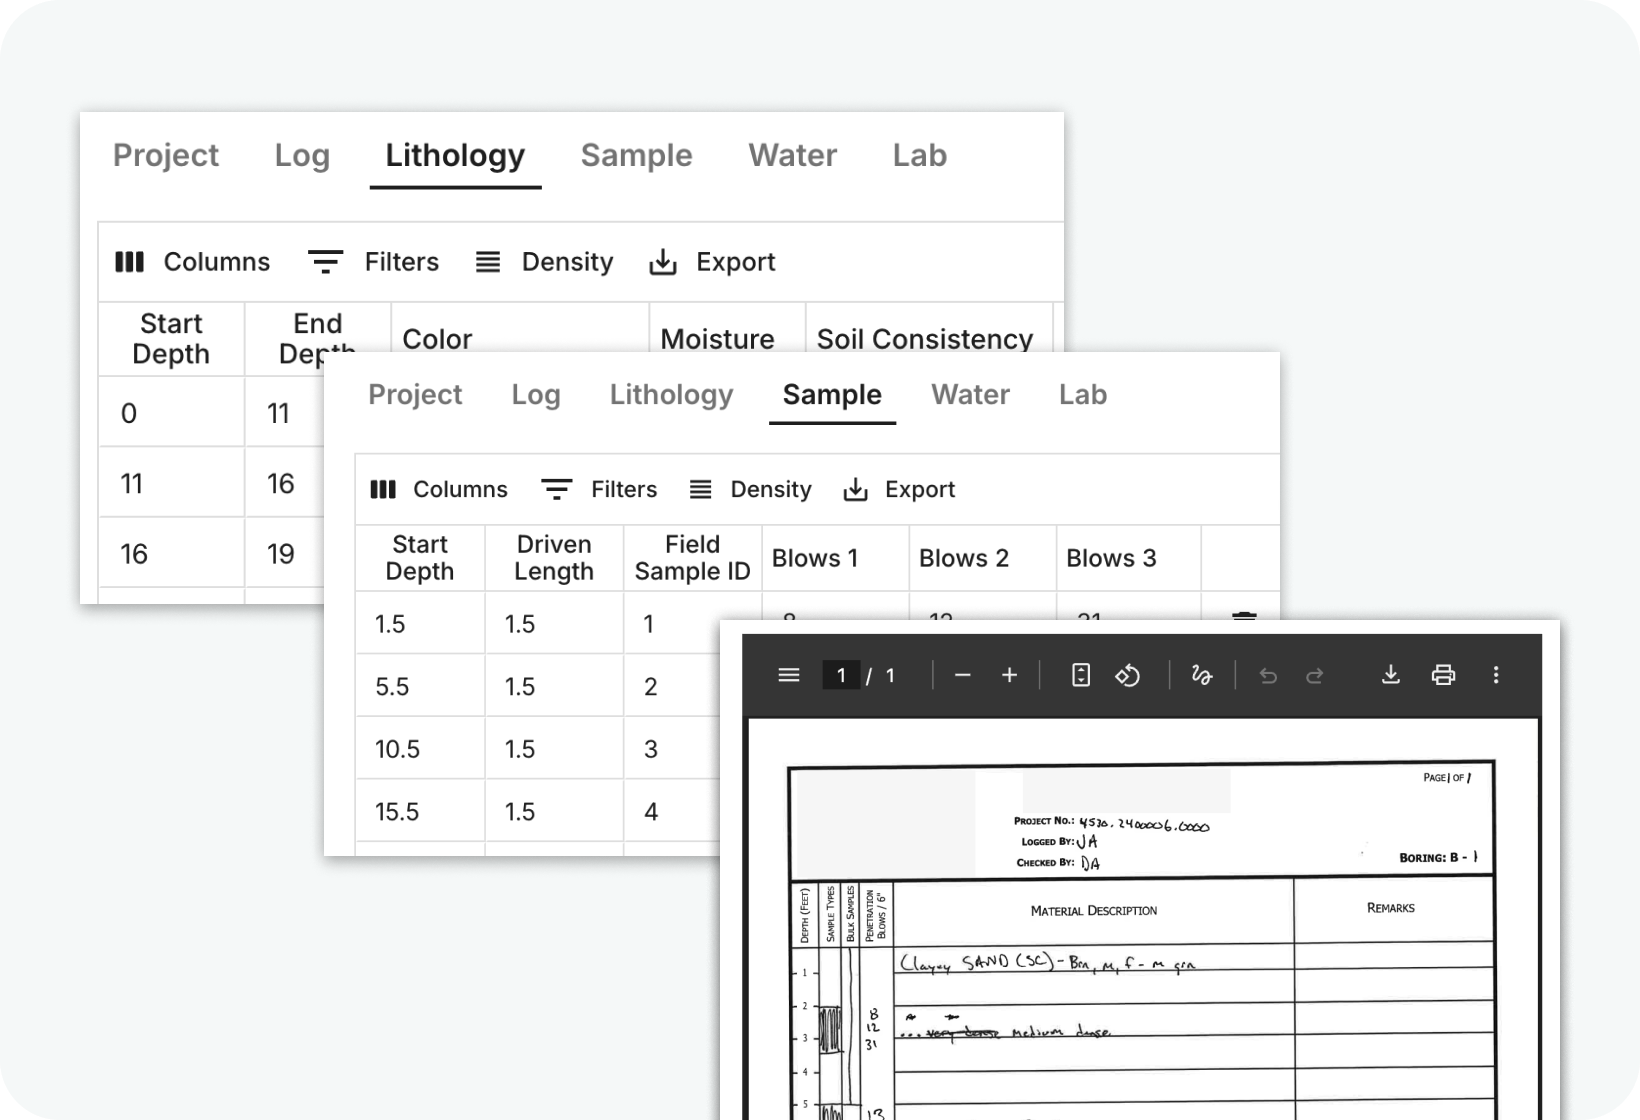 Project Log Lithology Sample Water Lab
Columns Filters Density Export
Start Depth End Depth Color Moisture Soil Consistency
0 11
11 16
16 19
Project Log Lithology Sample Water Lab
Columns Filters Density Export
Start Depth Driven Length Field Sample ID Blows 1 Blows 2 Blows 3
1.5 1.5 1 8 12 31
5.5 1.5 2
10.5 1.5 3
15.5 1.5 4
1 / 1
PAGE 1 OF 1
PROJECT NO.: 4530.2400006.0000
LOGGED BY: JA
CHECKED BY: DA
BORING: B - 1
DEPTH (FEET) SAMPLE TYPES BULK SAMPLES PENETRATION BLOWS / 6" MATERIAL DESCRIPTION REMARKS
Clayey SAND (SC) - Brn, m, f - m grn
1
2
8
12
... very dense medium dense
3
31
4
5
13